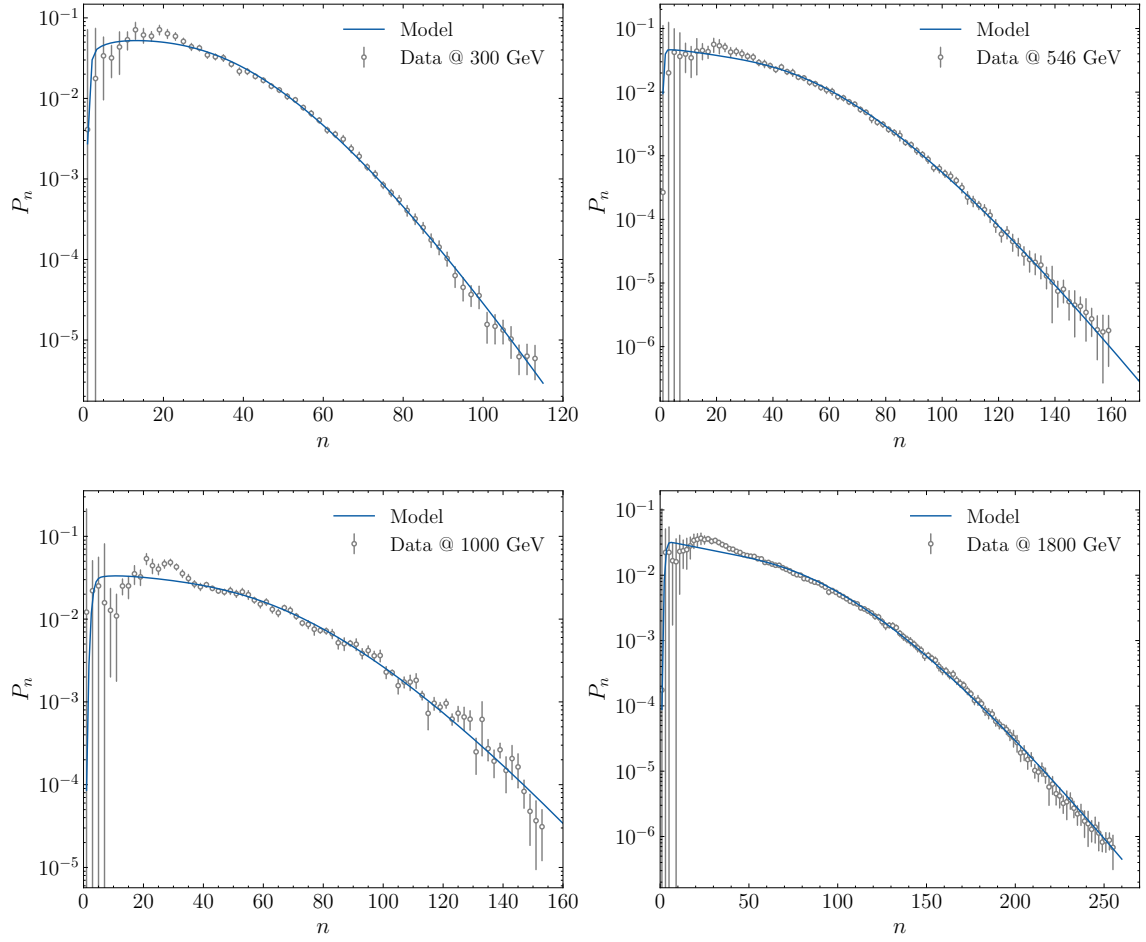 10⁻¹
10⁻²
10⁻³
10⁻⁴
10⁻⁵
Pₙ
Model
Data @ 300 GeV
0 20 40 60 80 100 120
n
10⁻¹
10⁻²
10⁻³
10⁻⁴
10⁻⁵
10⁻⁶
Pₙ
Model
Data @ 546 GeV
0 20 40 60 80 100 120 140 160
n
10⁻¹
10⁻²
10⁻³
10⁻⁴
10⁻⁵
Pₙ
Model
Data @ 1000 GeV
0 20 40 60 80 100 120 140 160
n
10⁻¹
10⁻²
10⁻³
10⁻⁴
10⁻⁵
10⁻⁶
Pₙ
Model
Data @ 1800 GeV
0 50 100 150 200 250
n